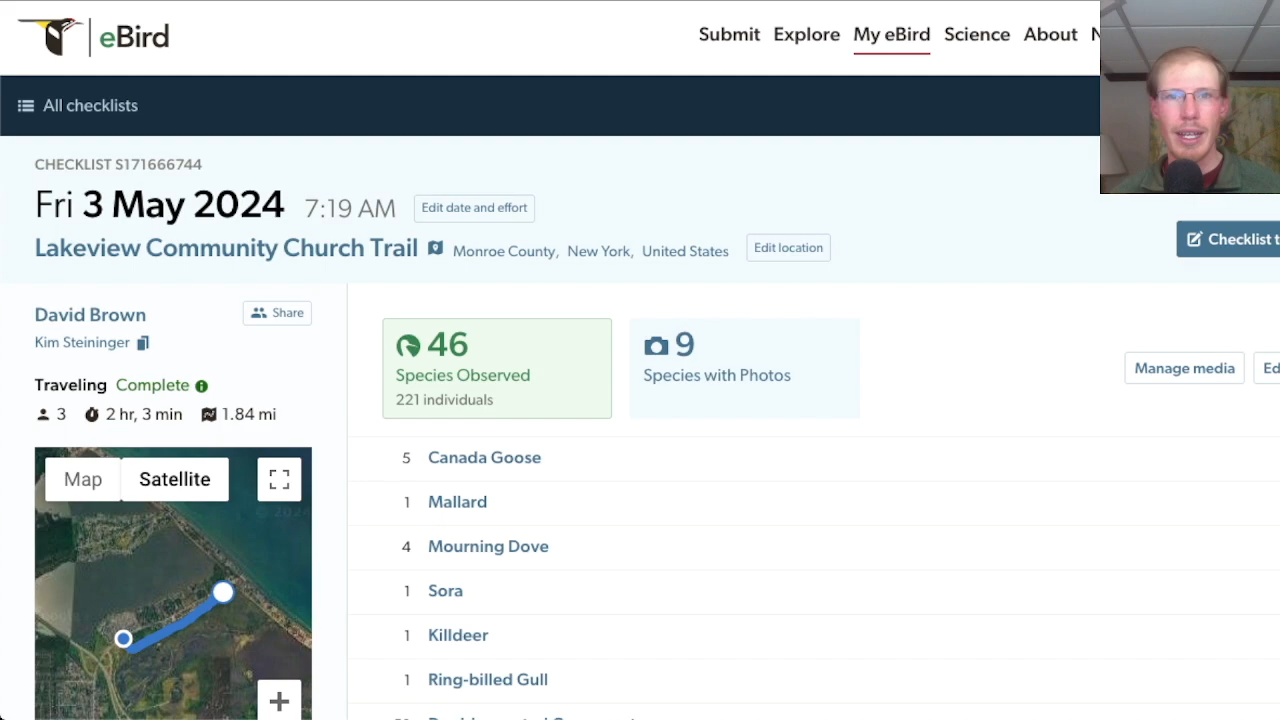 eBird
Submit Explore My eBird Science About
All checklists
CHECKLIST S171666744
Fri 3 May 2024 7:19 AM Edit date and effort
Lakeview Community Church Trail Monroe County, New York, United States Edit location
Checklist
David Brown Share
Kim Steininger
Traveling Complete
3 2 hr, 3 min 1.84 mi
46
Species Observed
221 individuals
9
Species with Photos
Manage media Ed
Map Satellite
5 Canada Goose
1 Mallard
4 Mourning Dove
1 Sora
1 Killdeer
1 Ring-billed Gull